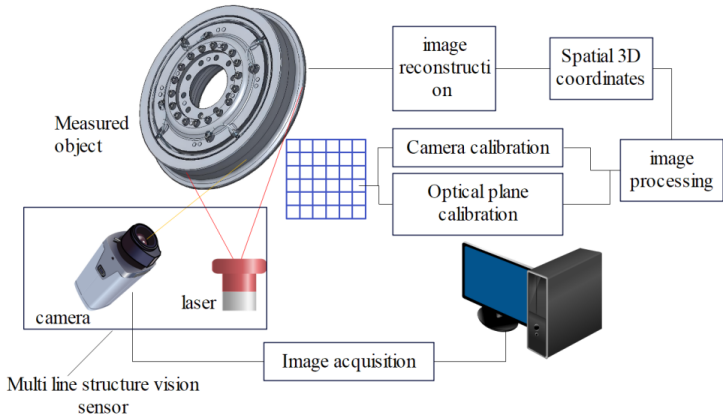 image
reconstructi
on
Spatial 3D
coordinates
Measured
object
Camera calibration
Optical plane
calibration
image
processing
camera
laser
Image acquisition
Multi line structure vision
sensor